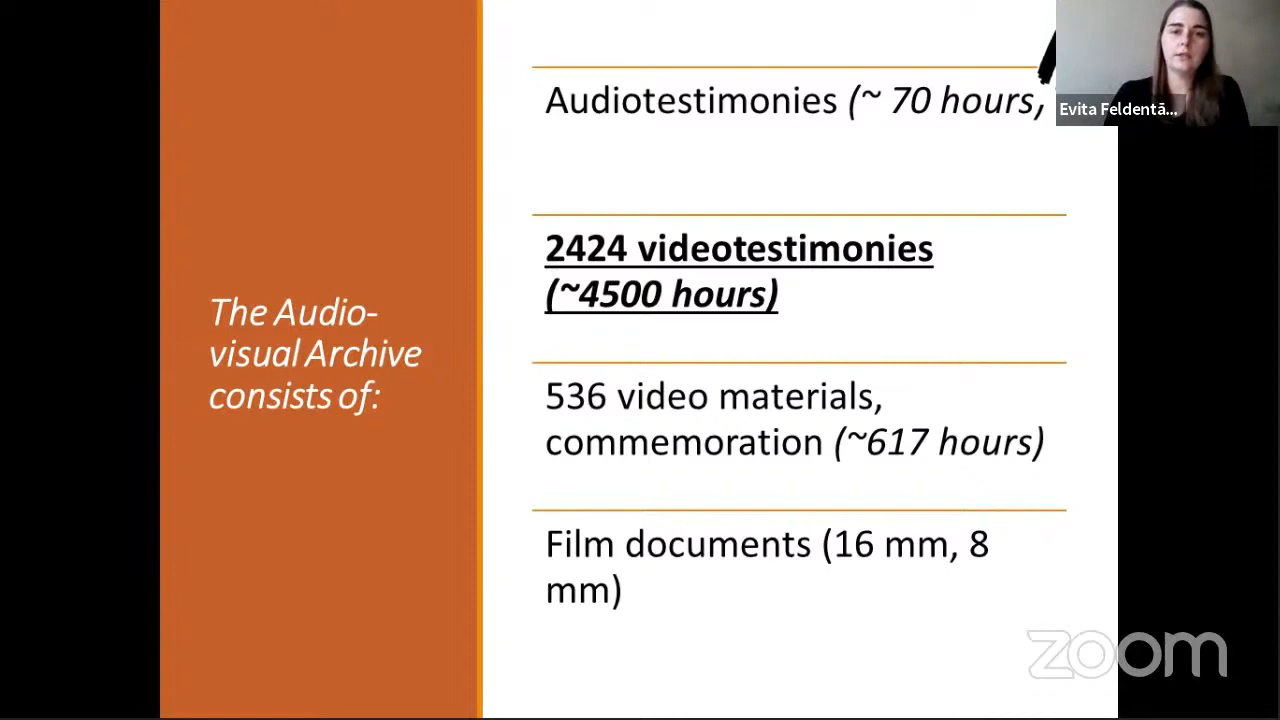 Audiotestimonies (~ 70 hours,
Evita Feldentā...
2424 videotestimonies
(~4500 hours)
The Audio-
visual Archive
consists of:
536 video materials,
commemoration (~617 hours)
Film documents (16 mm, 8
mm)
zoom